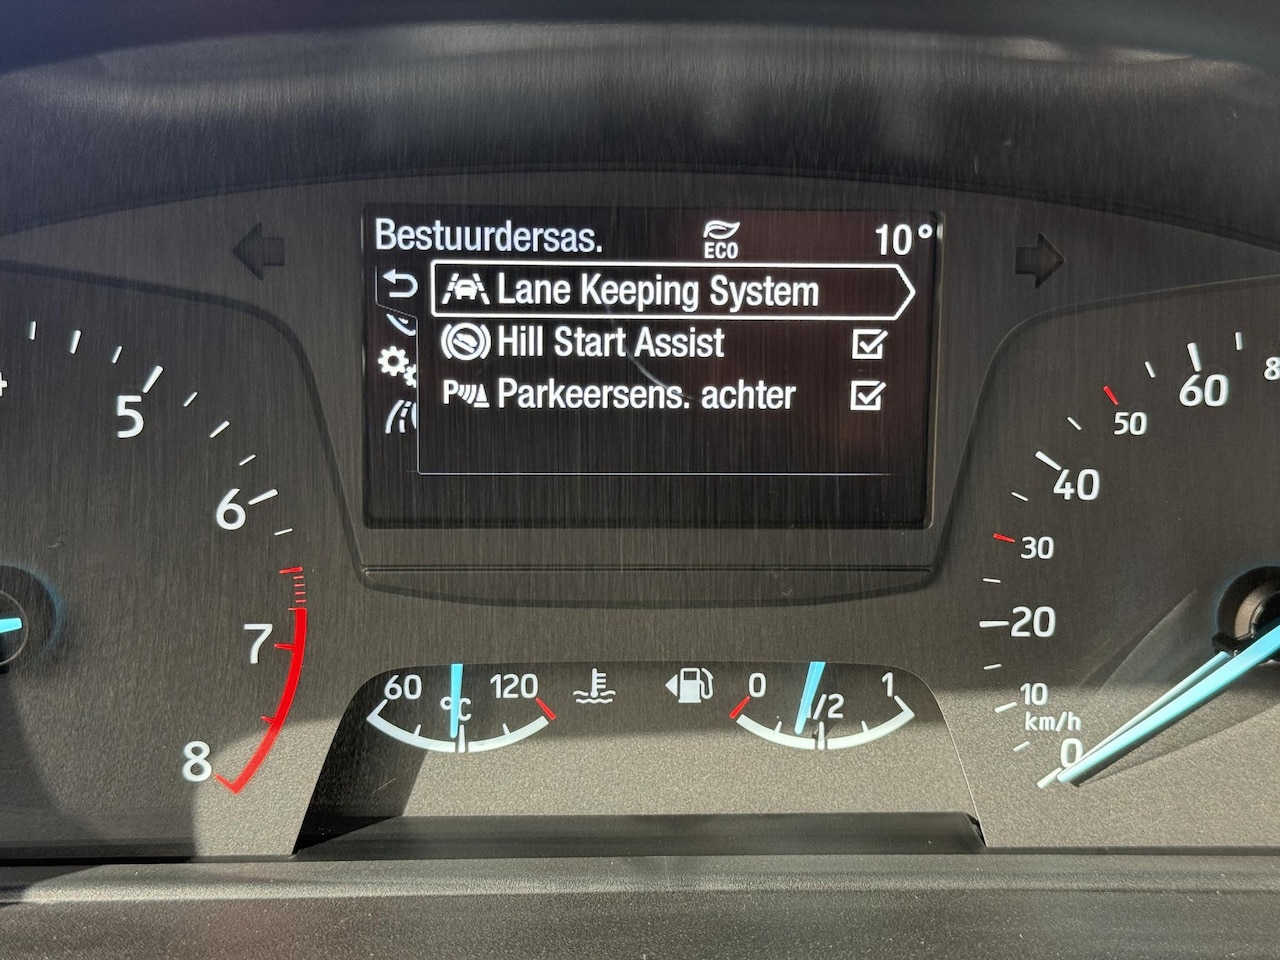 Bestuurdersas.
ECO
10°
Lane Keeping System
Hill Start Assist
P Parkeersens. achter
5
6
7
8
60
120
°C
0
1/2
1
0
10
km/h
20
30
40
50
60